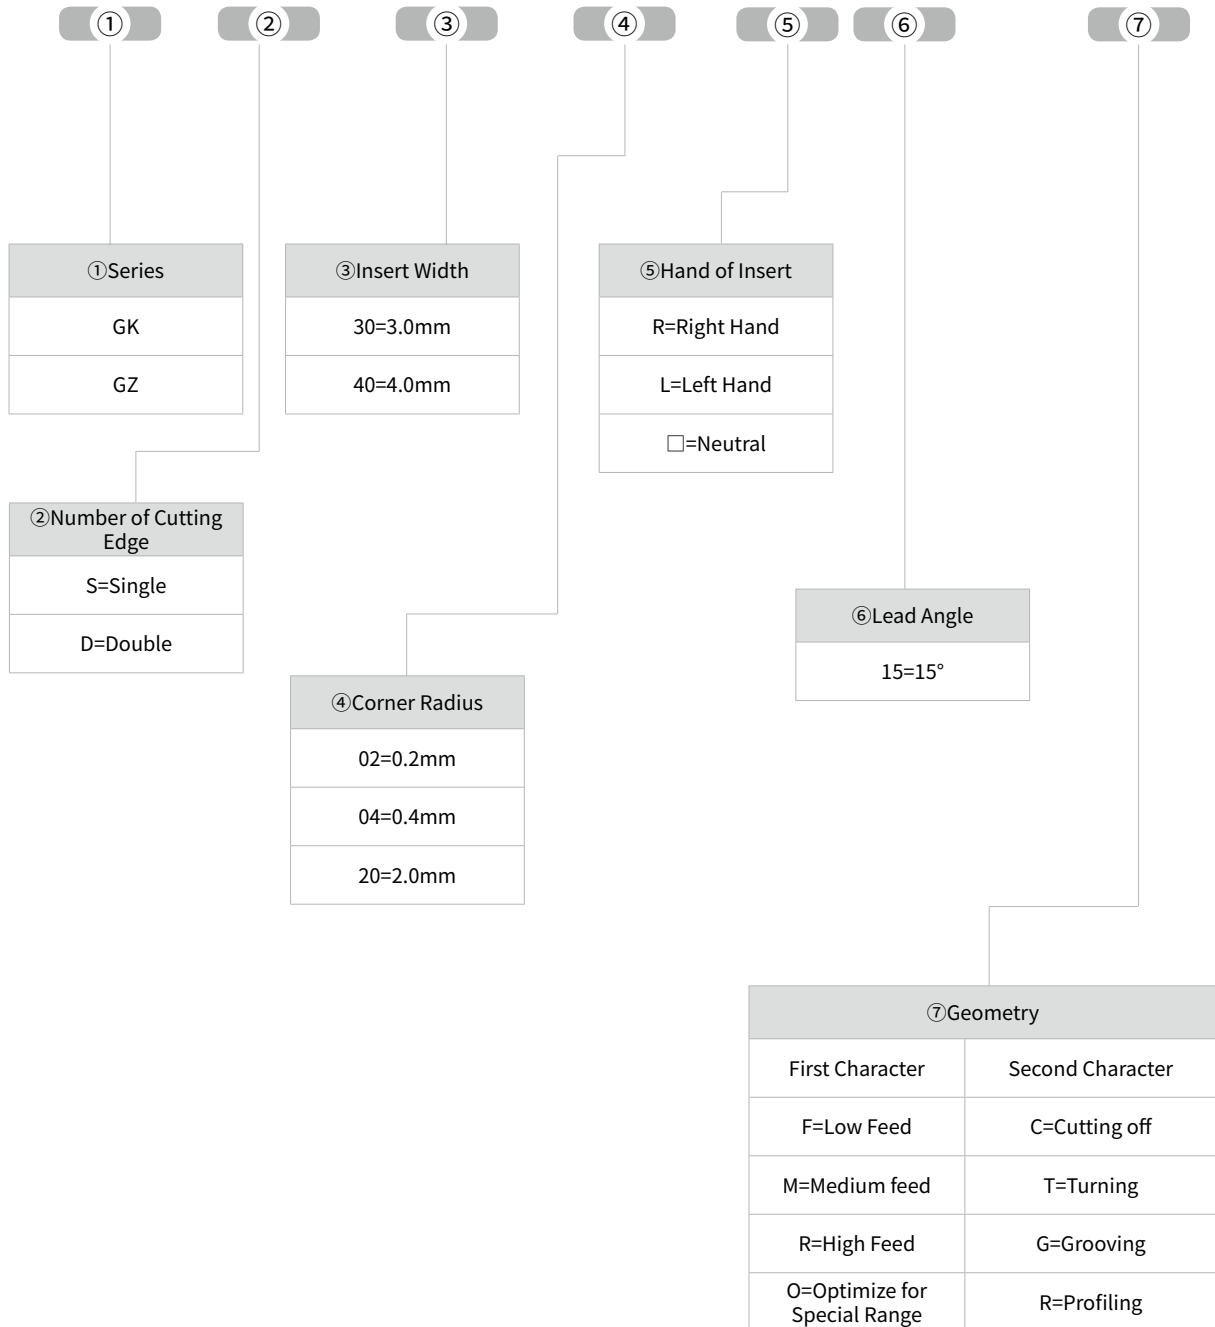 ① ② ③ ④ ⑤ ⑥ ⑦
①Series
GK
GZ
③Insert Width
30=3.0mm
40=4.0mm
⑤Hand of Insert
R=Right Hand
L=Left Hand
□=Neutral
②Number of Cutting
Edge
S=Single
D=Double
⑥Lead Angle
15=15°
④Corner Radius
02=0.2mm
04=0.4mm
20=2.0mm
⑦Geometry
First Character Second Character
F=Low Feed C=Cutting off
M=Medium feed T=Turning
R=High Feed G=Grooving
O=Optimize for
Special Range
R=Profiling